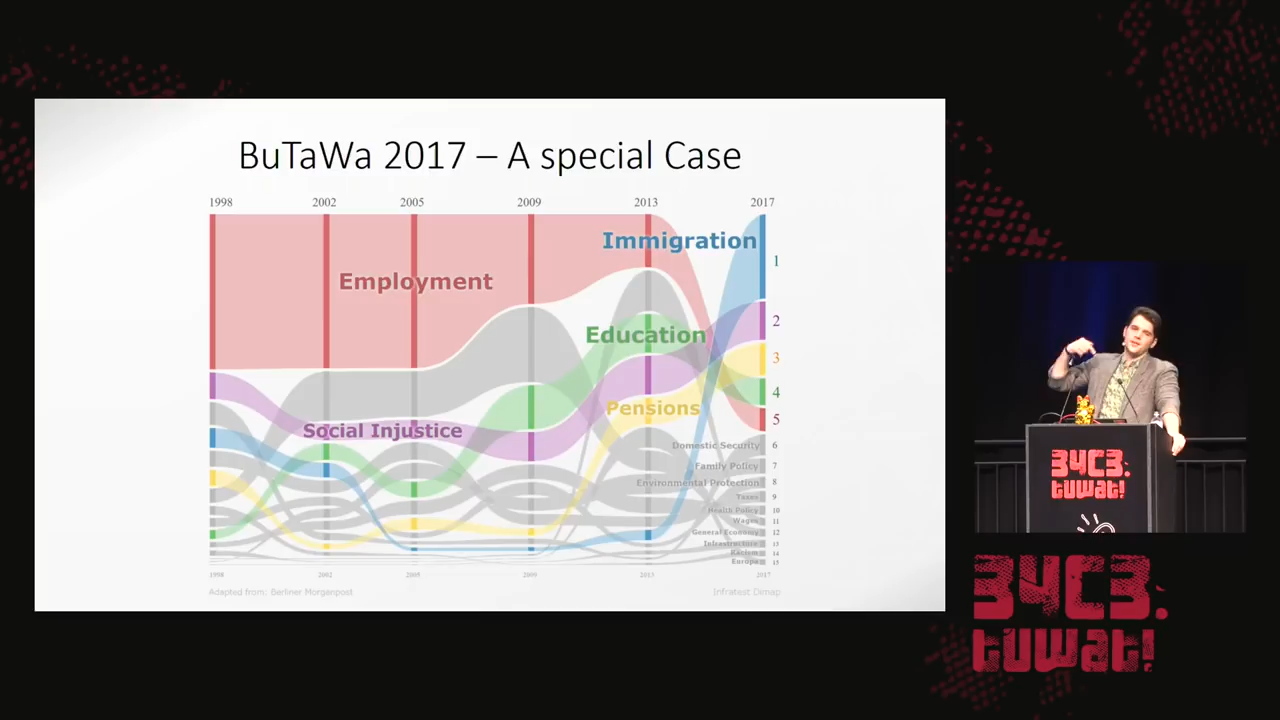 BuTaWa 2017 – A special Case
1998 2002 2005 2009 2013 2017
Immigration
1
Employment
2
Education
3
4
Pensions
5
Social Injustice
Domestic Security 6
Family Policy 7
Environmental Protection 8
Taxes 9
Health Policy 10
Wages 11
General Economy 12
Infrastructure 13
Racism 14
Europe 15
1998 2002 2005 2009 2013 2017
Adapted from: Berliner Morgenpost Infratest Dimap
34C3.
tuwat!
34C3.
tuwat!